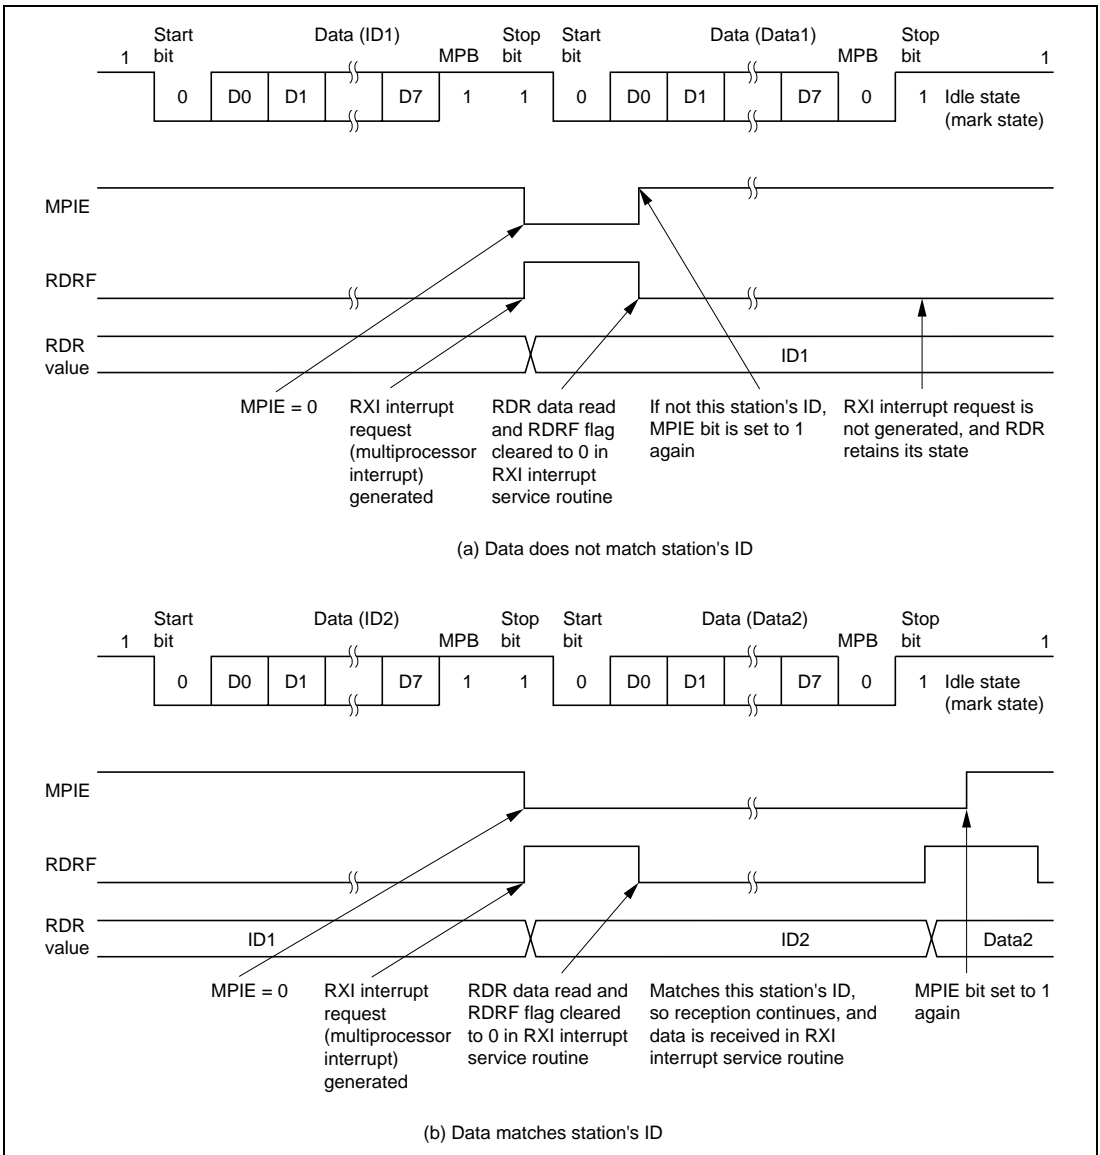 Start bit Data (ID1) MPB Stop bit Start bit Data (Data1) MPB Stop bit
1 1
0 D0 D1 D7 1 1 0 D0 D1 D7 0 1 Idle state (mark state)
MPIE
RDRF
RDR value
ID1
MPIE = 0
RXI interrupt
request
(multiprocessor
interrupt)
generated
RDR data read
and RDRF flag
cleared to 0 in
RXI interrupt
service routine
If not this station's ID,
MPIE bit is set to 1
again
RXI interrupt request is
not generated, and RDR
retains its state
(a) Data does not match station's ID
Start bit Data (ID2) MPB Stop bit Start bit Data (Data2) MPB Stop bit
1 1
0 D0 D1 D7 1 1 0 D0 D1 D7 0 1 Idle state (mark state)
MPIE
RDRF
RDR value
ID1 ID2 Data2
MPIE = 0
RXI interrupt
request
(multiprocessor
interrupt)
generated
RDR data read and
RDRF flag cleared
to 0 in RXI interrupt
service routine
Matches this station's ID,
so reception continues, and
data is received in RXI
interrupt service routine
MPIE bit set to 1
again
(b) Data matches station's ID